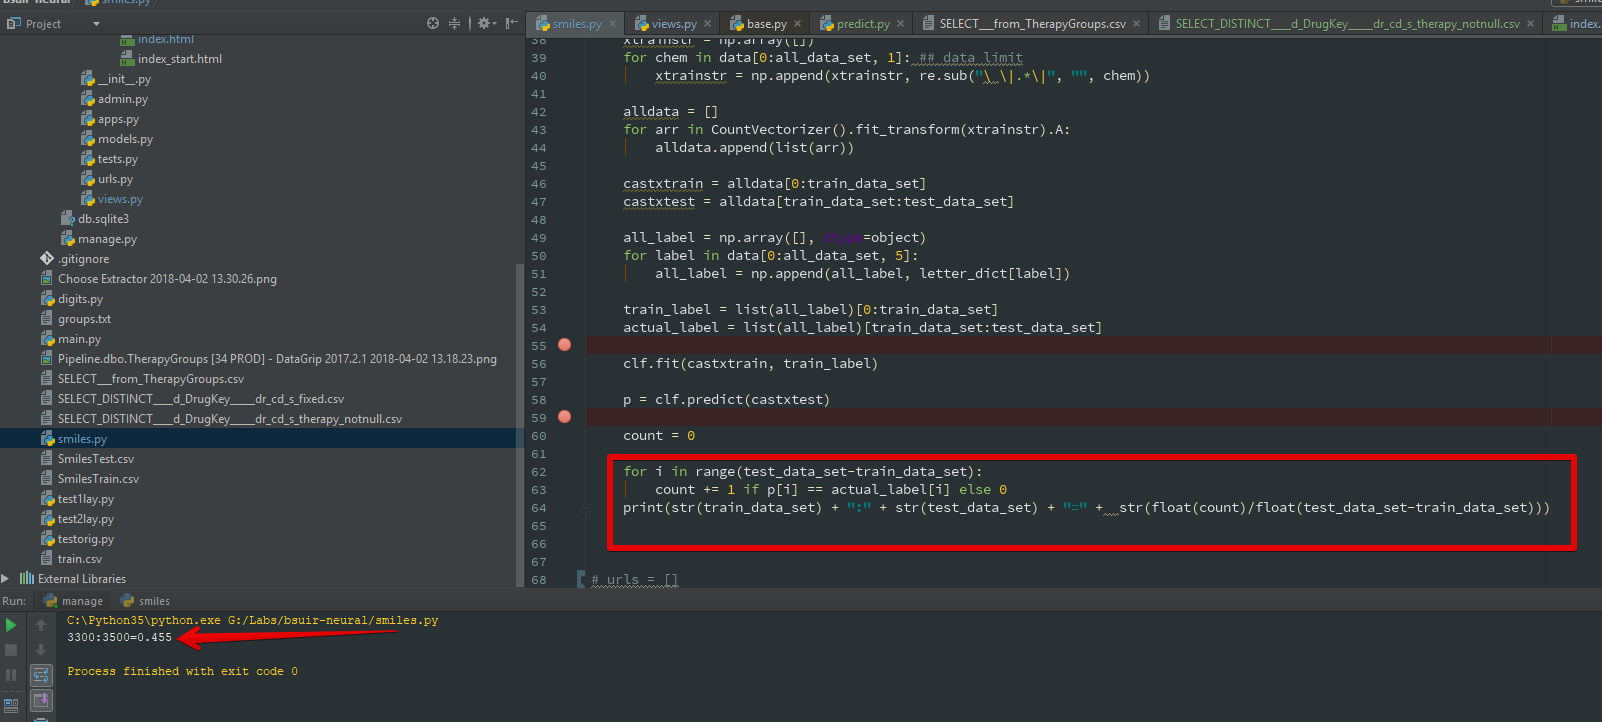 bsuir-neural smiles.py
Project
smiles.py views.py base.py predict.py SELECT___from_TherapyGroups.csv SELECT_DISTINCT____d_DrugKey_____dr_cd_s_therapy_notnull.csv index.
index.html
index_start.html
__init__.py
admin.py
apps.py
models.py
tests.py
urls.py
views.py
db.sqlite3
manage.py
.gitignore
Choose Extractor 2018-04-02 13.30.26.png
digits.py
groups.txt
main.py
Pipeline.dbo.TherapyGroups [34 PROD] - DataGrip 2017.2.1 2018-04-02 13.18.23.png
SELECT___from_TherapyGroups.csv
SELECT_DISTINCT____d_DrugKey_____dr_cd_s_fixed.csv
SELECT_DISTINCT____d_DrugKey_____dr_cd_s_therapy_notnull.csv
smiles.py
SmilesTest.csv
SmilesTrain.csv
test1lay.py
test2lay.py
testorig.py
train.csv
External Libraries
38 xtrainstr = np.array([])
39 for chem in data[0:all_data_set, 1]: ## data limit
40 xtrainstr = np.append(xtrainstr, re.sub("\ \|.*\|", "", chem))
41
42 alldata = []
43 for arr in CountVectorizer().fit_transform(xtrainstr).A:
44 alldata.append(list(arr))
45
46 castxtrain = alldata[0:train_data_set]
47 castxtest = alldata[train_data_set:test_data_set]
48
49 all_label = np.array([], dtype=object)
50 for label in data[0:all_data_set, 5]:
51 all_label = np.append(all_label, letter_dict[label])
52
53 train_label = list(all_label)[0:train_data_set]
54 actual_label = list(all_label)[train_data_set:test_data_set]
55
56 clf.fit(castxtrain, train_label)
57
58 p = clf.predict(castxtest)
59
60 count = 0
61
62 for i in range(test_data_set-train_data_set):
63 count += 1 if p[i] == actual_label[i] else 0
64 print(str(train_data_set) + ":" + str(test_data_set) + "=" +  str(float(count)/float(test_data_set-train_data_set)))
65
66
67
68 # urls = []
Run: manage smiles
C:\Python35\python.exe G:/Labs/bsuir-neural/smiles.py
3300:3500=0.455
Process finished with exit code 0